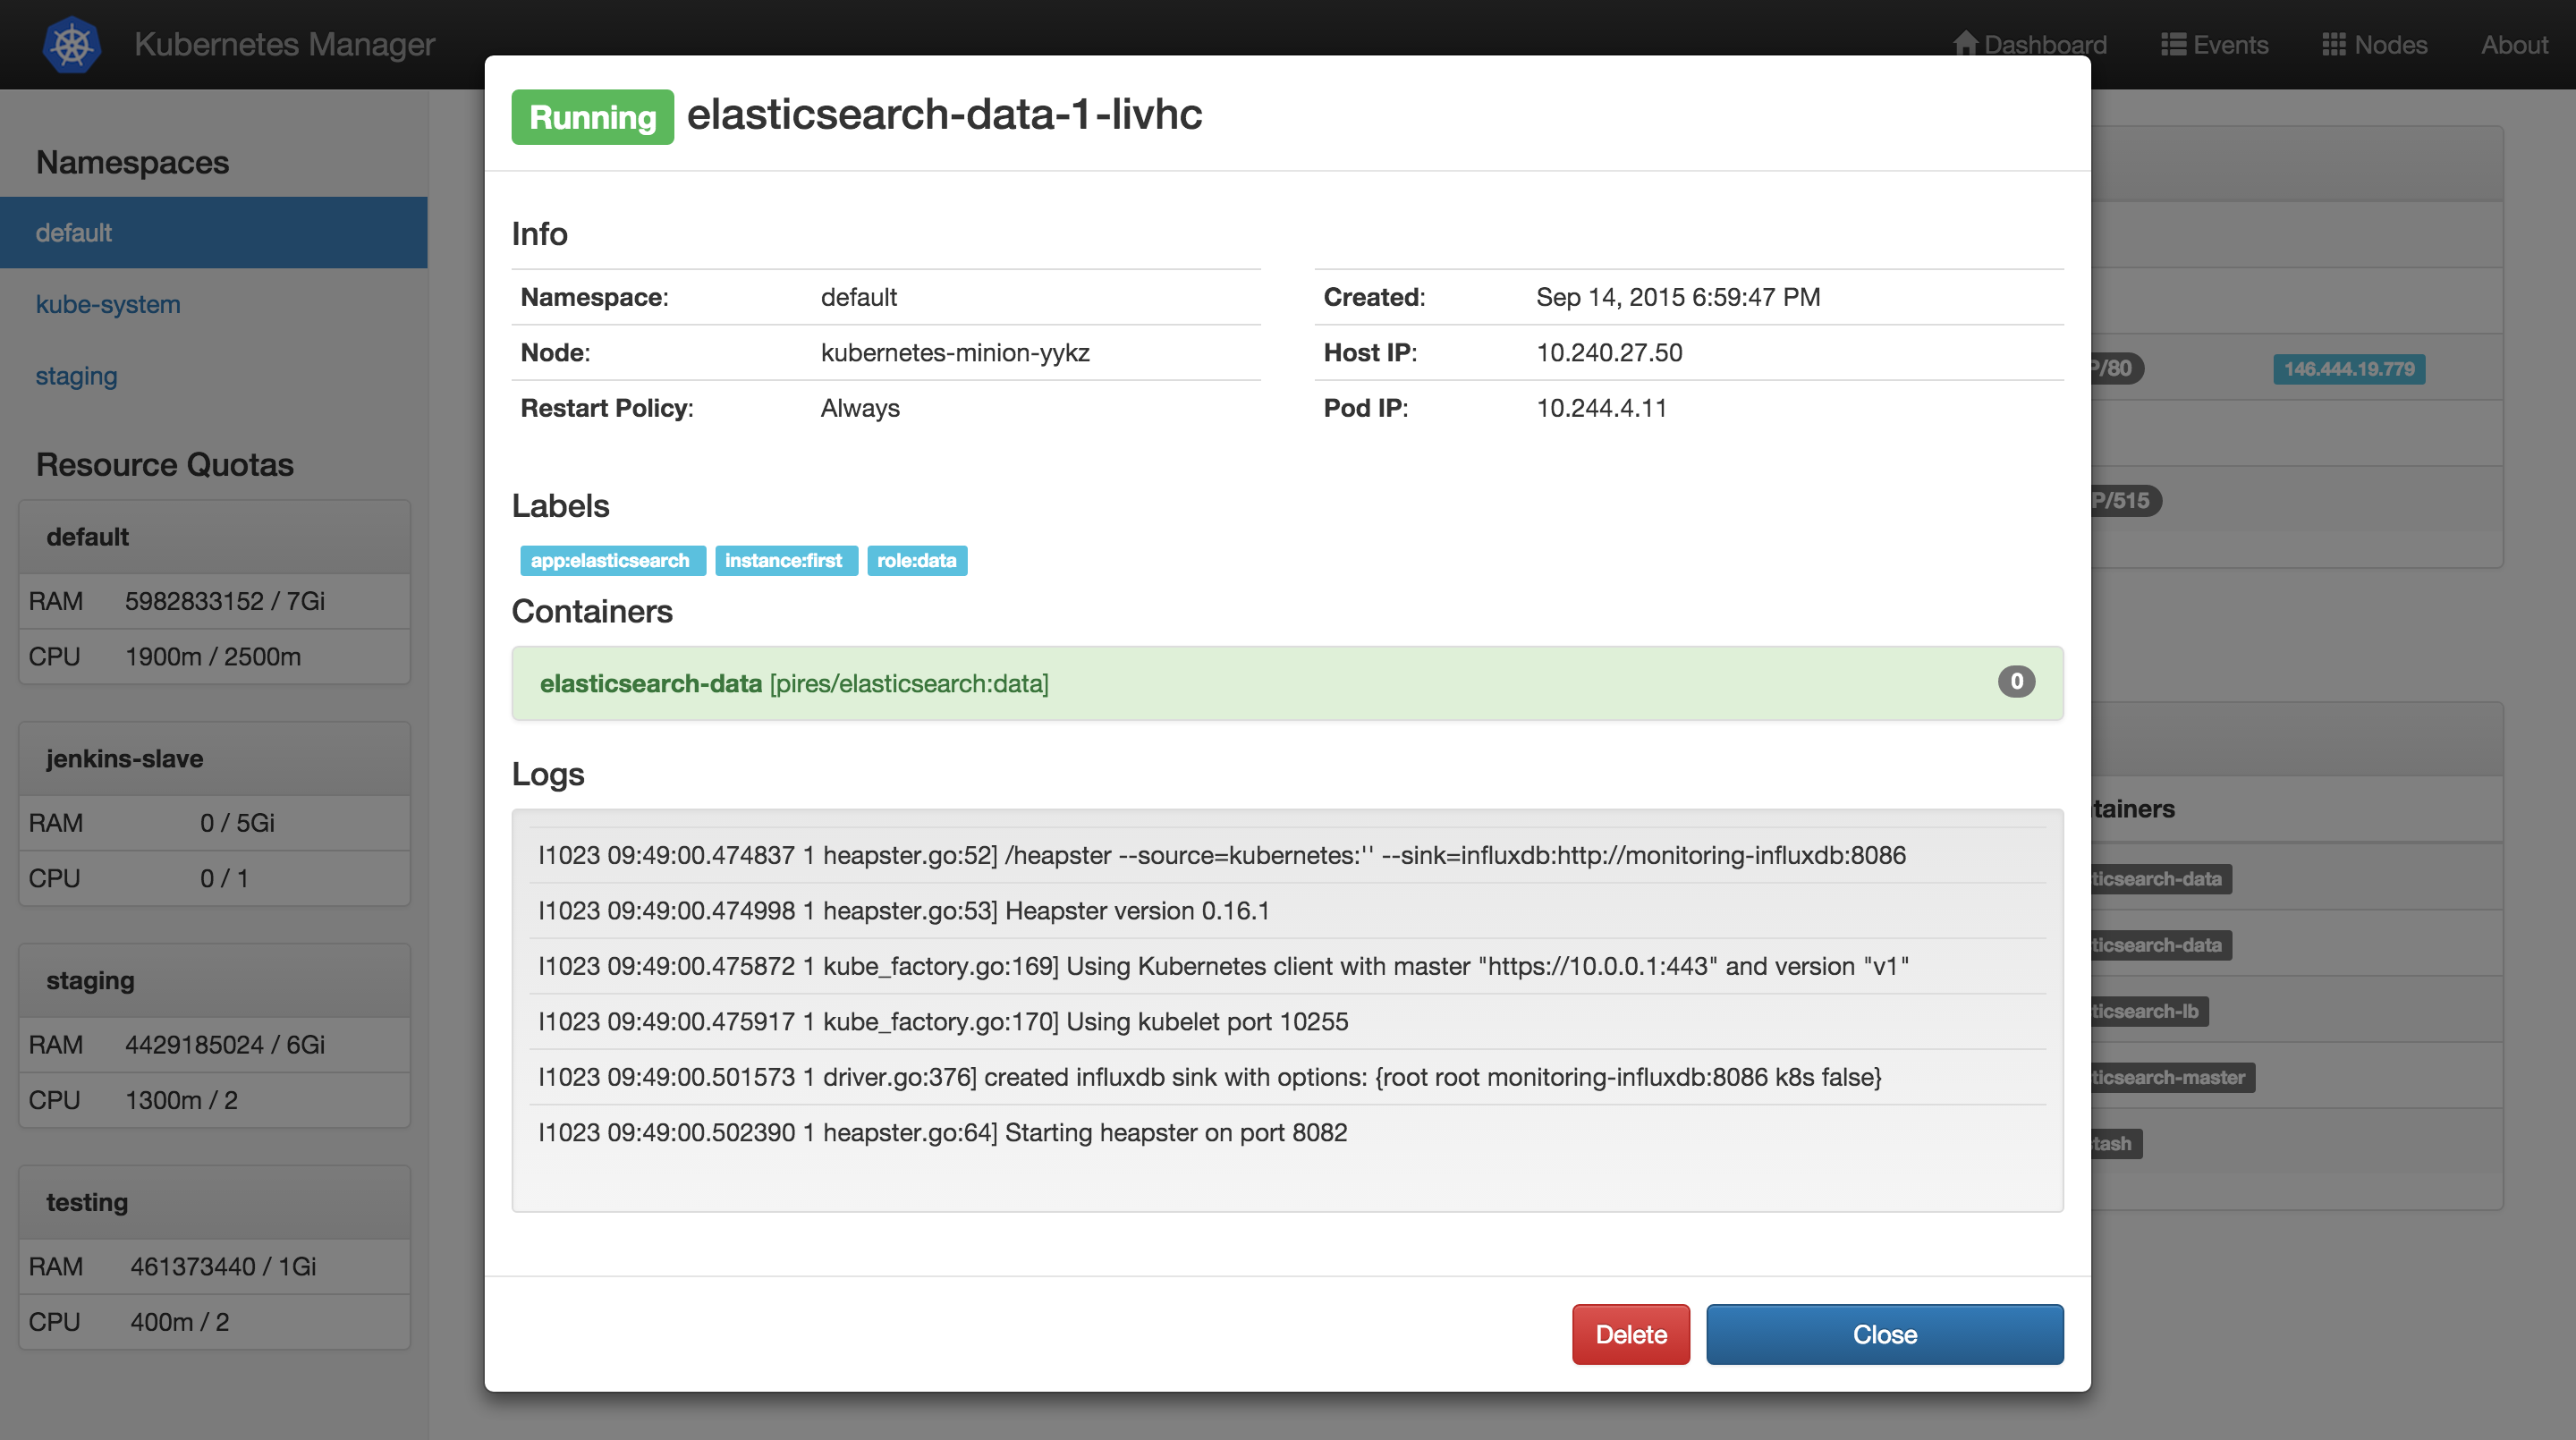 Kubernetes Manager
Dashboard Events Nodes About
Namespaces
default
kube-system
staging
Resource Quotas
default
RAM 5982833152 / 7Gi
CPU 1900m / 2500m
jenkins-slave
RAM 0 / 5Gi
CPU 0 / 1
staging
RAM 4429185024 / 6Gi
CPU 1300m / 2
testing
RAM 461373440 / 1Gi
CPU 400m / 2
Running elasticsearch-data-1-livhc
Info
Namespace: default
Node: kubernetes-minion-yykz
Restart Policy: Always
Created: Sep 14, 2015 6:59:47 PM
Host IP: 10.240.27.50
Pod IP: 10.244.4.11
Labels
app:elasticsearch instance:first role:data
Containers
elasticsearch-data [pires/elasticsearch:data] 0
Logs
I1023 09:49:00.474837 1 heapster.go:52] /heapster --source=kubernetes:'' --sink=influxdb:http://monitoring-influxdb:8086
I1023 09:49:00.474998 1 heapster.go:53] Heapster version 0.16.1
I1023 09:49:00.475872 1 kube_factory.go:169] Using Kubernetes client with master "https://10.0.0.1:443" and version "v1"
I1023 09:49:00.475917 1 kube_factory.go:170] Using kubelet port 10255
I1023 09:49:00.501573 1 driver.go:376] created influxdb sink with options: {root root monitoring-influxdb:8086 k8s false}
I1023 09:49:00.502390 1 heapster.go:64] Starting heapster on port 8082
Delete Close
P/80 146.444.19.779
P/515
tainers
ticsearch-data
ticsearch-data
ticsearch-lb
ticsearch-master
tash